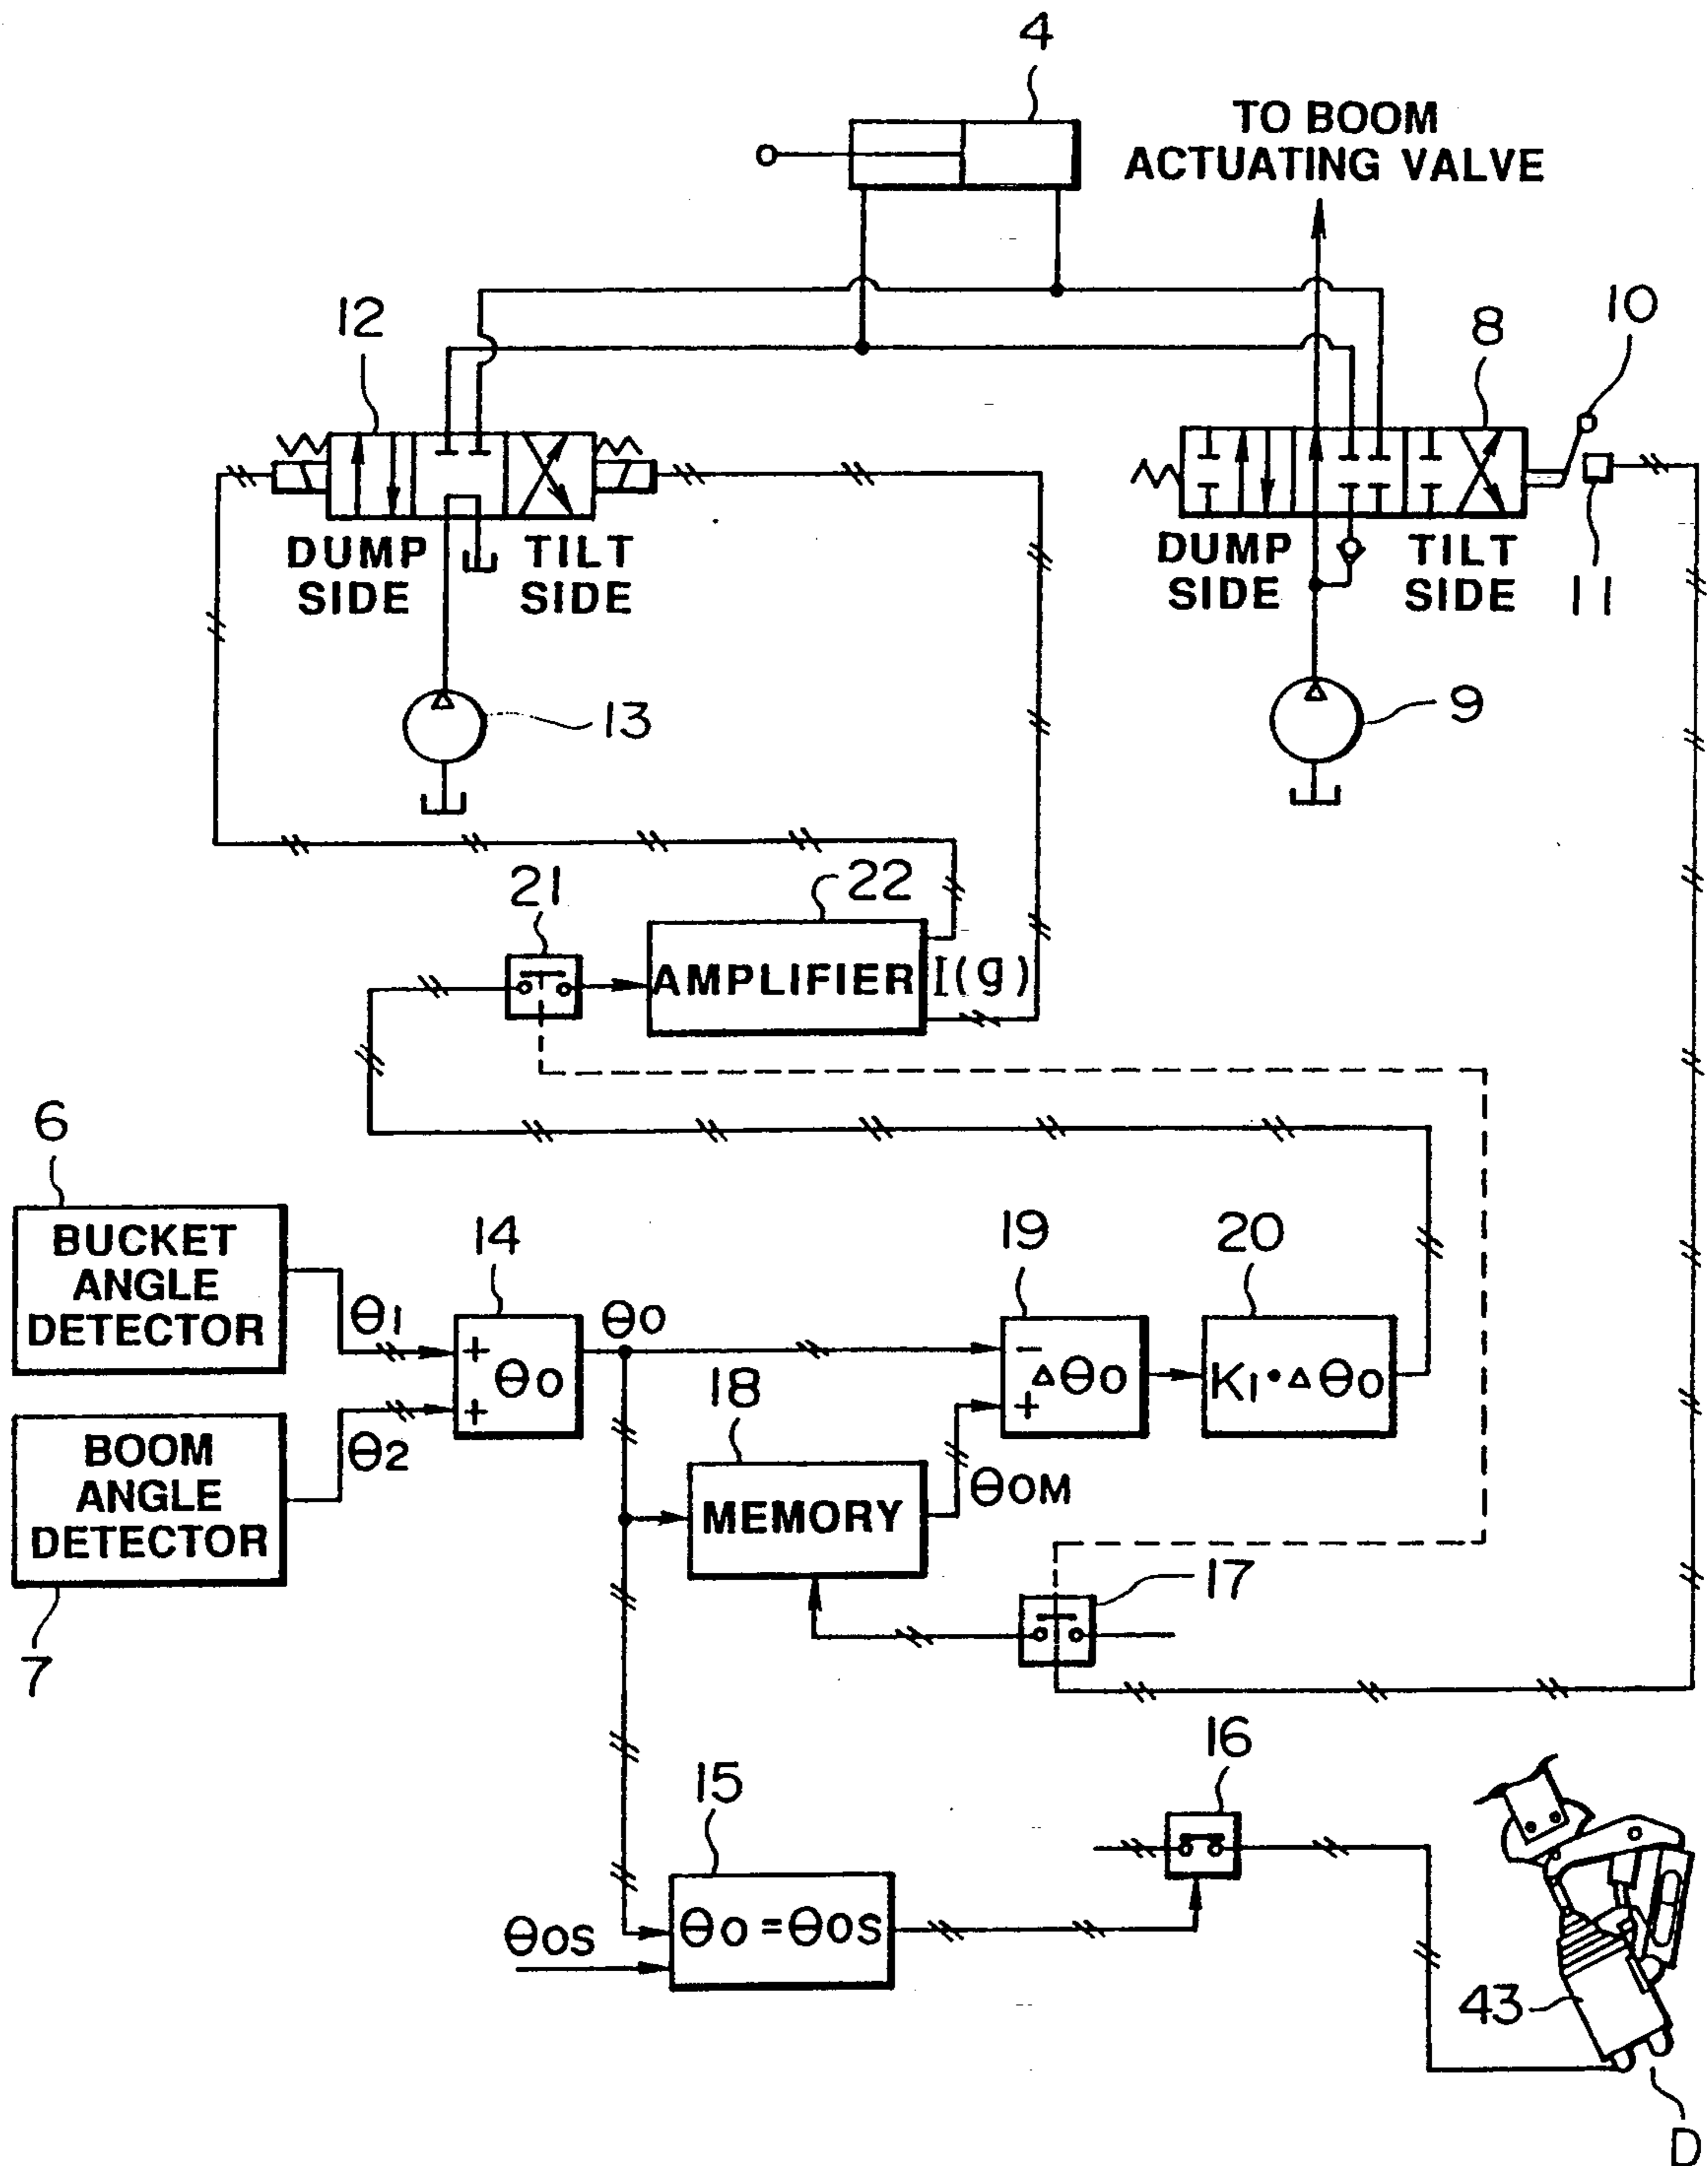 4
TO BOOM
ACTUATING VALVE
12
8
10
DUMP
SIDE
TILT
SIDE
DUMP
SIDE
TILT
SIDE
11
13
9
21
22
AMPLIFIER
I(g)
6
BUCKET
ANGLE
DETECTOR
θ1
14
+
θo
+
θo
19
-
Δθo
+
20
K1•Δθo
BOOM
ANGLE
DETECTOR
θ2
7
18
MEMORY
θOM
17
16
15
θo=θos
θos
43
D